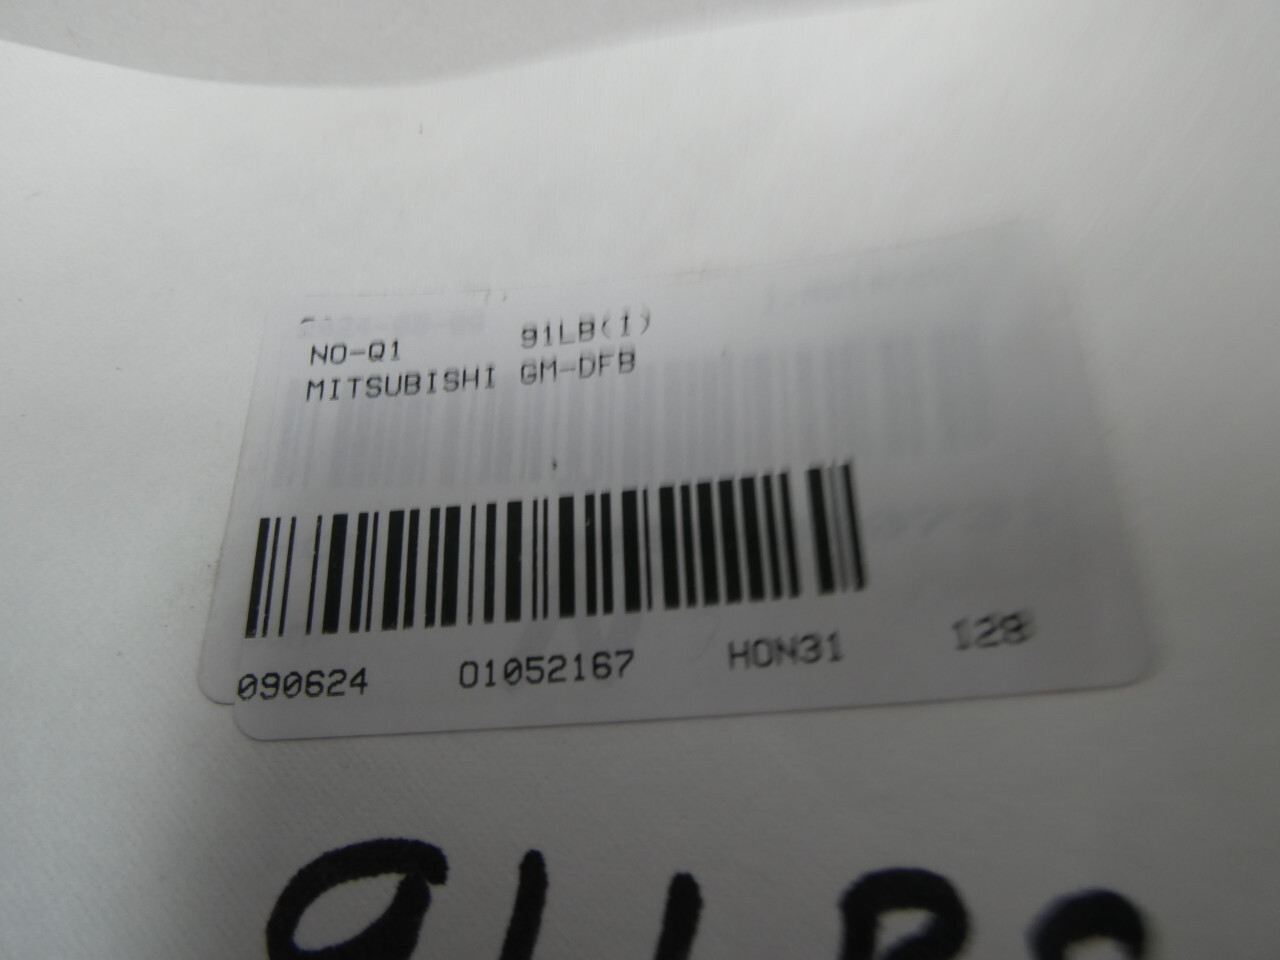 NO-Q1 91LB(1)
MITSUBISHI GM-DFB
090624 01052167 HON31 128